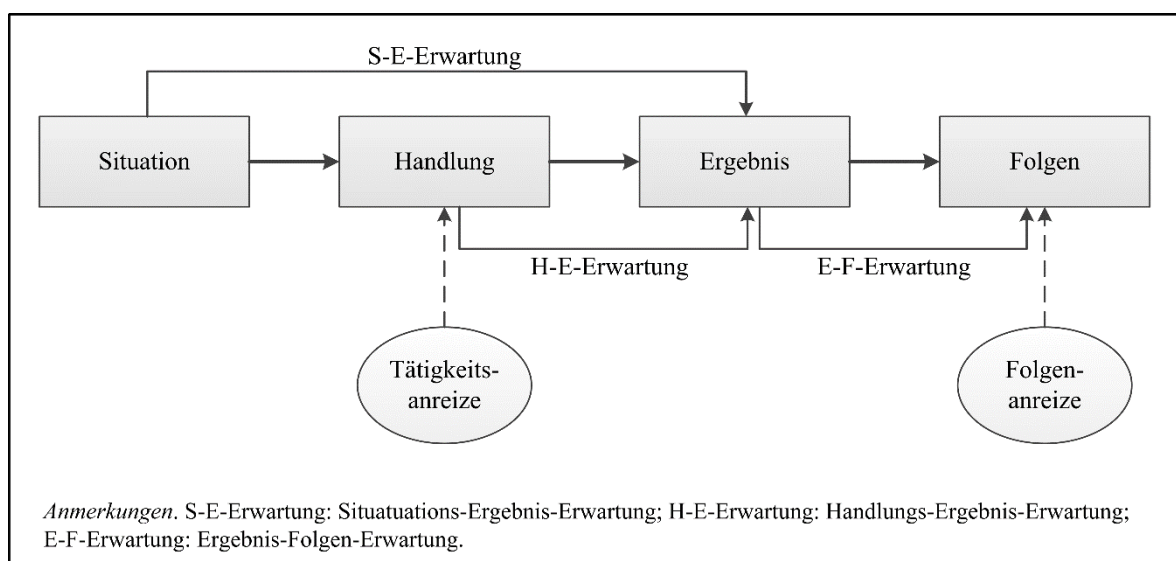 S-E-Erwartung
Situation
Handlung
Ergebnis
Folgen
H-E-Erwartung
E-F-Erwartung
Tätigkeits-
anreize
Folgen-
anreize
Anmerkungen. S-E-Erwartung: Situatuations-Ergebnis-Erwartung; H-E-Erwartung: Handlungs-Ergebnis-Erwartung;
E-F-Erwartung: Ergebnis-Folgen-Erwartung.